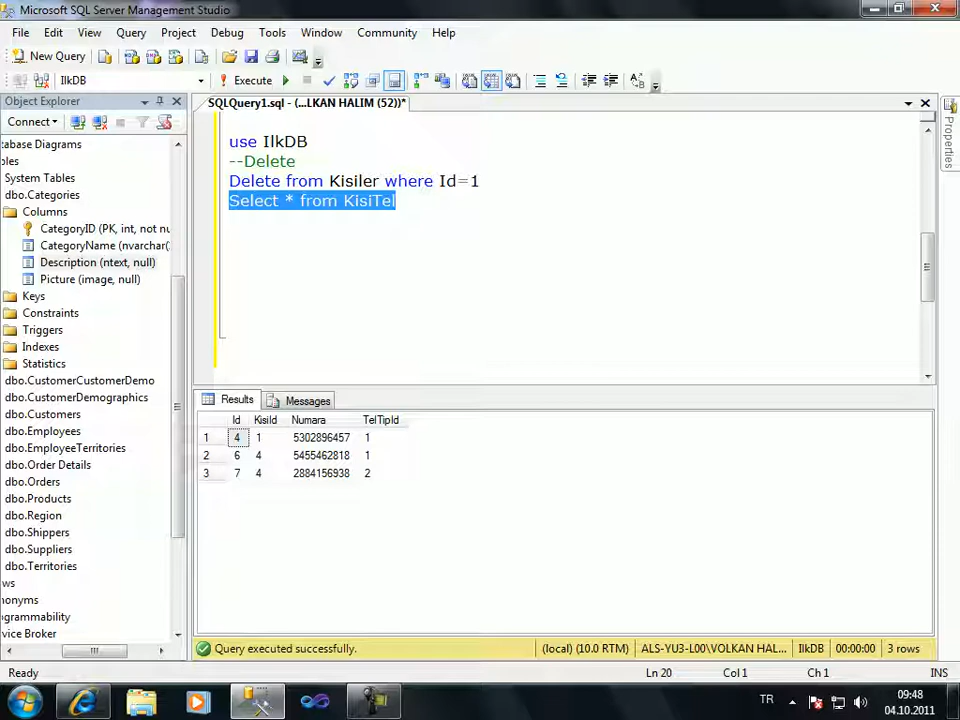 Microsoft SQL Server Management Studio
File Edit View Query Project Debug Tools Window Community Help
New Query
IlkDB Execute
Object Explorer
SQLQuery1.sql - (...LKAN HALIM (52))*
Connect
Properties
tabase Diagrams
bles
System Tables
dbo.Categories
Columns
CategoryID (PK, int, not nu
CategoryName (nvarchar(
Description (ntext, null)
Picture (image, null)
Keys
Constraints
Triggers
Indexes
Statistics
dbo.CustomerCustomerDemo
dbo.CustomerDemographics
dbo.Customers
dbo.Employees
dbo.EmployeeTerritories
dbo.Order Details
dbo.Orders
dbo.Products
dbo.Region
dbo.Shippers
dbo.Suppliers
dbo.Territories
ws
nonyms
ogrammability
vice Broker
use IlkDB
--Delete
Delete from Kisiler where Id=1
Select * from KisiTel
Results Messages
Id KisiId Numara TelTipId
1 4 1 5302896457 1
2 6 4 5455462818 1
3 7 4 2884156938 2
Query executed successfully. (local) (10.0 RTM) ALS-YU3-L00\VOLKAN HAL... IlkDB 00:00:00 3 rows
Ready Ln 20 Col 1 Ch 1 INS
TR 09:48
04.10.2011